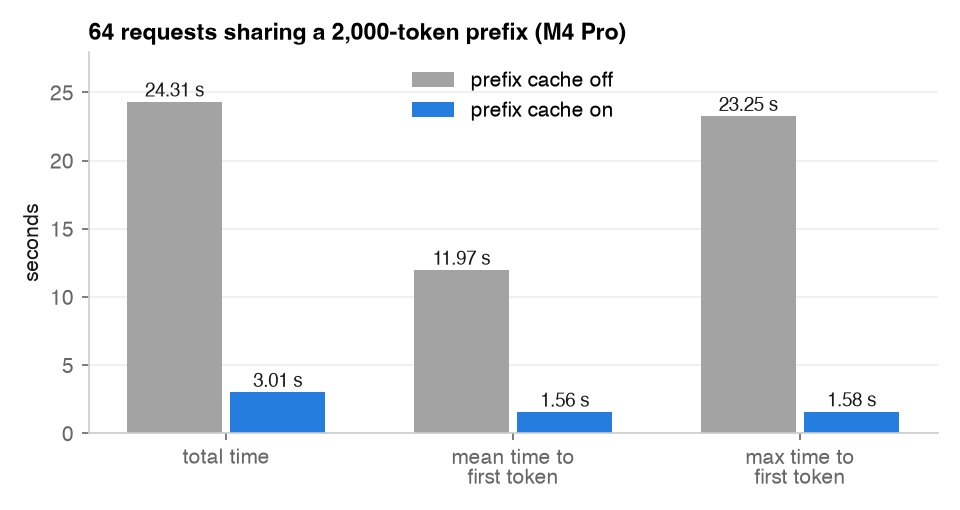 64 requests sharing a 2,000-token prefix (M4 Pro)
prefix cache off
prefix cache on
seconds
25
20
15
10
5
0
24.31 s
3.01 s
11.97 s
1.56 s
23.25 s
1.58 s
total time
mean time to
first token
max time to
first token